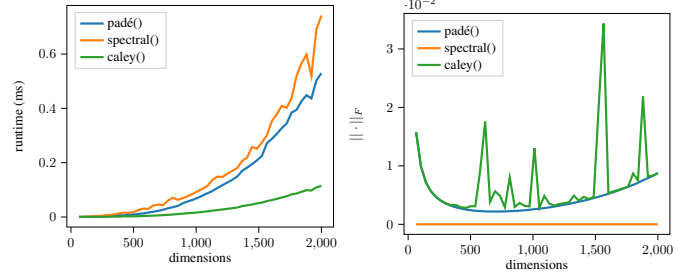 padé()
spectral()
caley()
runtime (ms)
0.6
0.4
0.2
0
0
500
1,000
1,500
2,000
dimensions
·10⁻²
padé()
spectral()
caley()
|| · ||F
3
2
1
0
0
500
1,000
1,500
2,000
dimensions